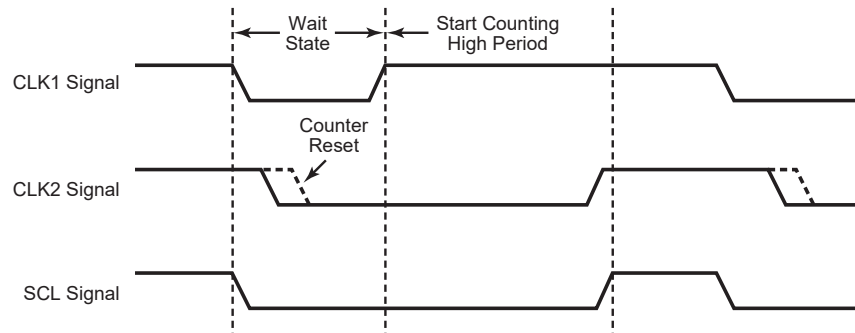 Wait
State
Start Counting
High Period
CLK1 Signal
Counter
Reset
CLK2 Signal
SCL Signal